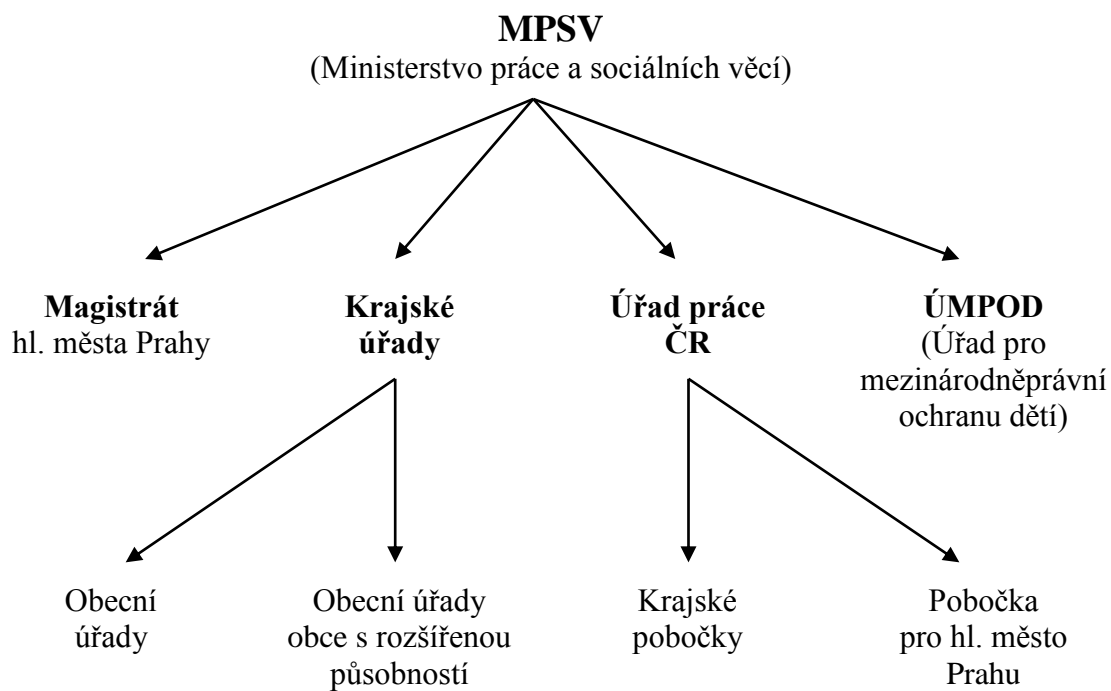 MPSV
(Ministerstvo práce a sociálních věcí)
Magistrát
hl. města Prahy
Krajské
úřady
Úřad práce
ČR
ÚMPOD
(Úřad pro
mezinárodněprávní
ochranu dětí)
Obecní
úřady
Obecní úřady
obce s rozšířenou
působností
Krajské
pobočky
Pobočka
pro hl. město
Prahu